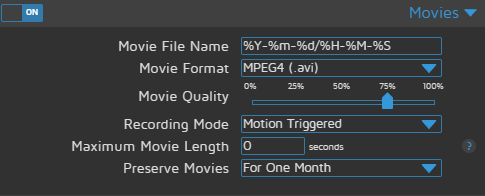 ON Movies
Movie File Name %Y-%m-%d/%H-%M-%S
Movie Format MPEG4 (.avi)
0% 25% 50% 75% 100%
Movie Quality
Recording Mode Motion Triggered
Maximum Movie Length 0 seconds ?
Preserve Movies For One Month